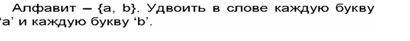 Алфавит – {a, b}. Удвоить в слове каждую букву
‘a’ и каждую букву ‘b’.